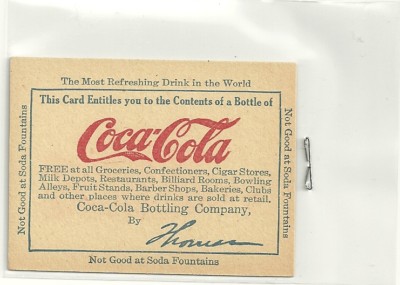 The Most Refreshing Drink in the World
This Card Entitles you to the Contents of a Bottle of
Coca-Cola
FREE at all Groceries, Confectioners, Cigar Stores,
Milk Depots, Restaurants, Billiard Rooms, Bowling
Alleys, Fruit Stands, Barber Shops, Bakeries, Clubs
and other places where drinks are sold at retail.
Coca-Cola Bottling Company,
By
Not Good at Soda Fountains
Not Good at Soda Fountains
Not Good at Soda Fountains